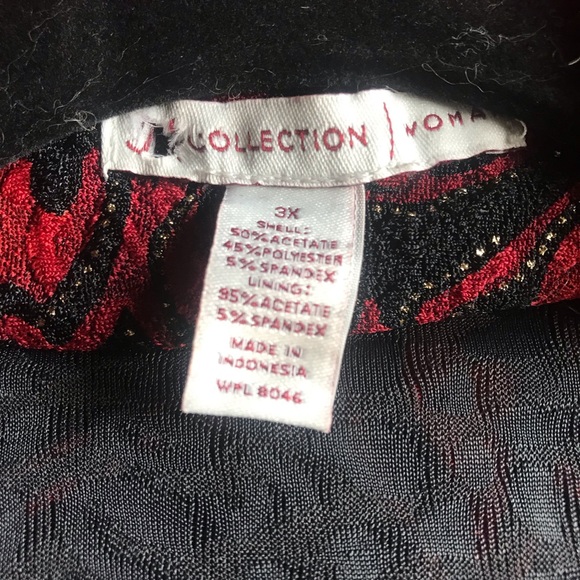 COLLECTION | WOMA
3X
SHELL:
50% ACETATE
45% POLYESTER
5% SPANDEX
LINING:
95% ACETATE
5% SPANDEX
MADE IN
INDONESIA
WPL 8046